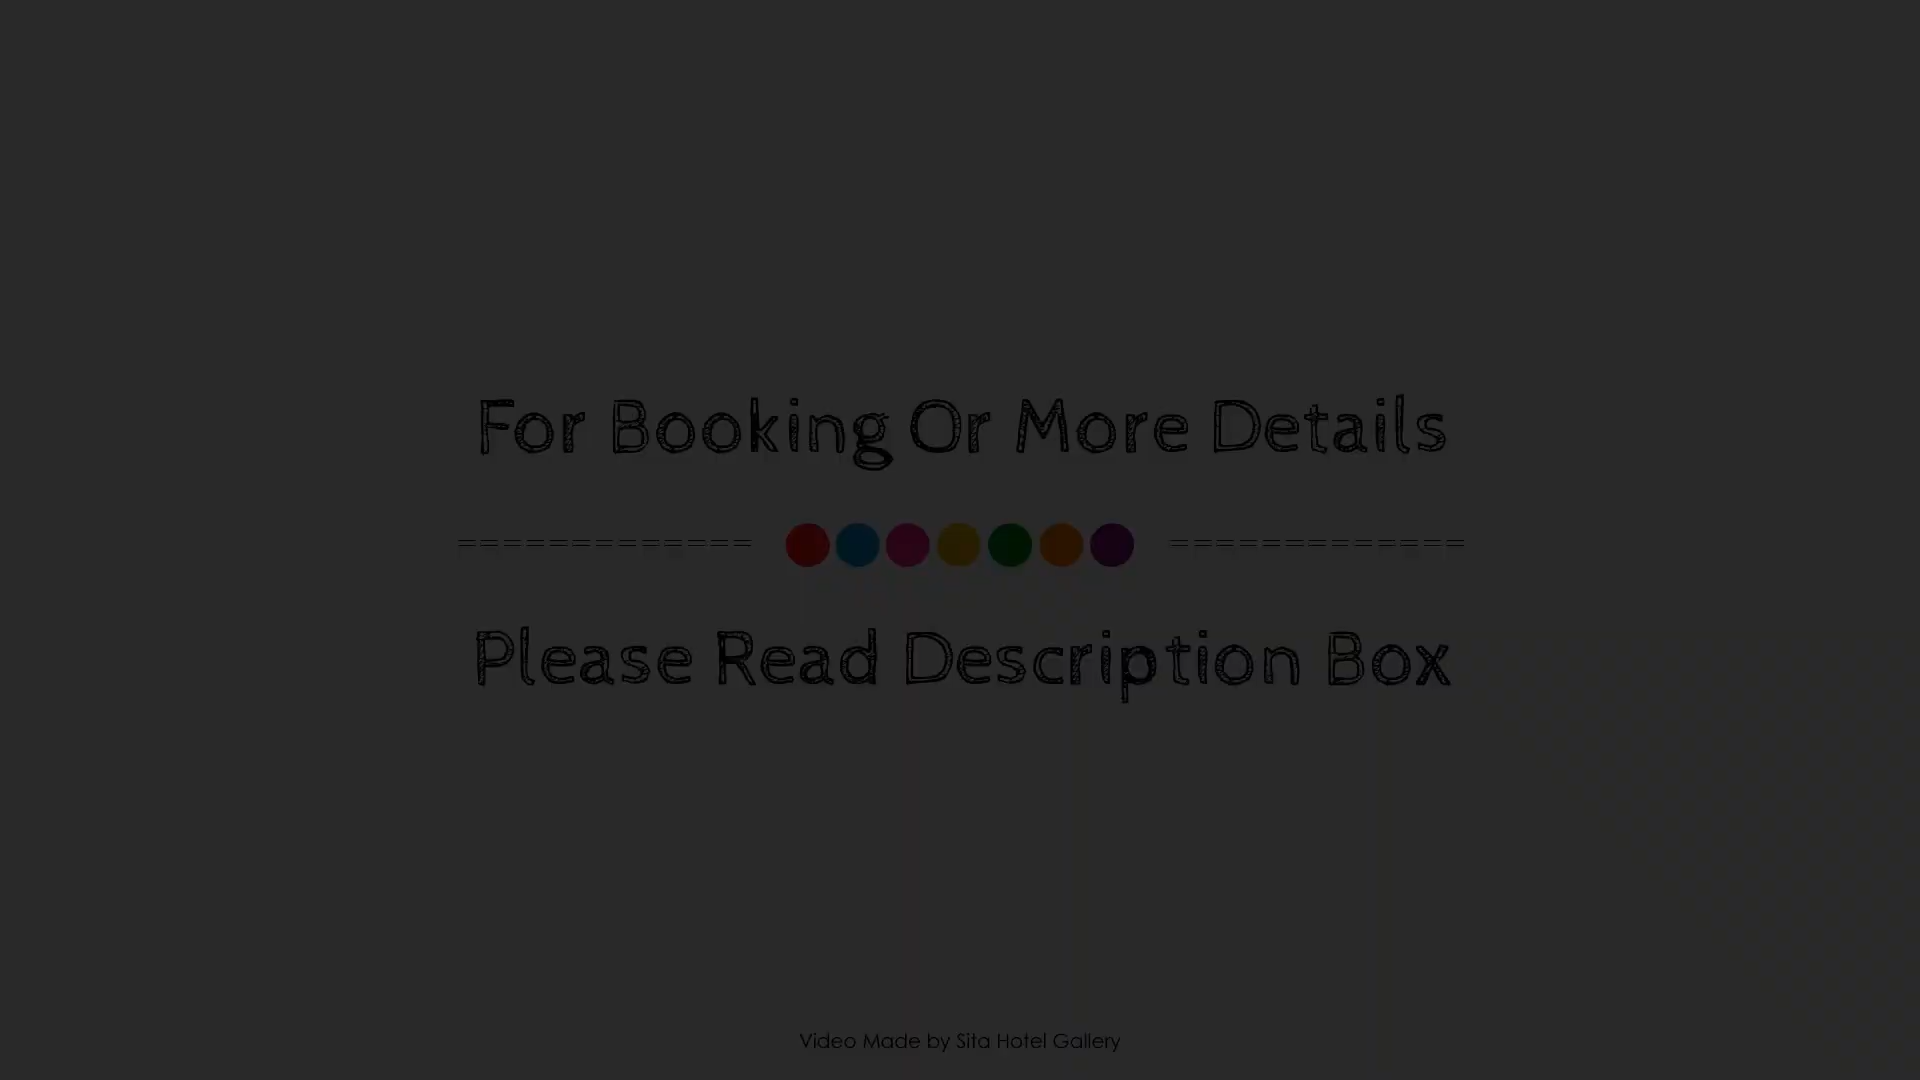 For Booking Or More Details
============= =============
Please Read Description Box
Video Made by Sita Hotel Gallery